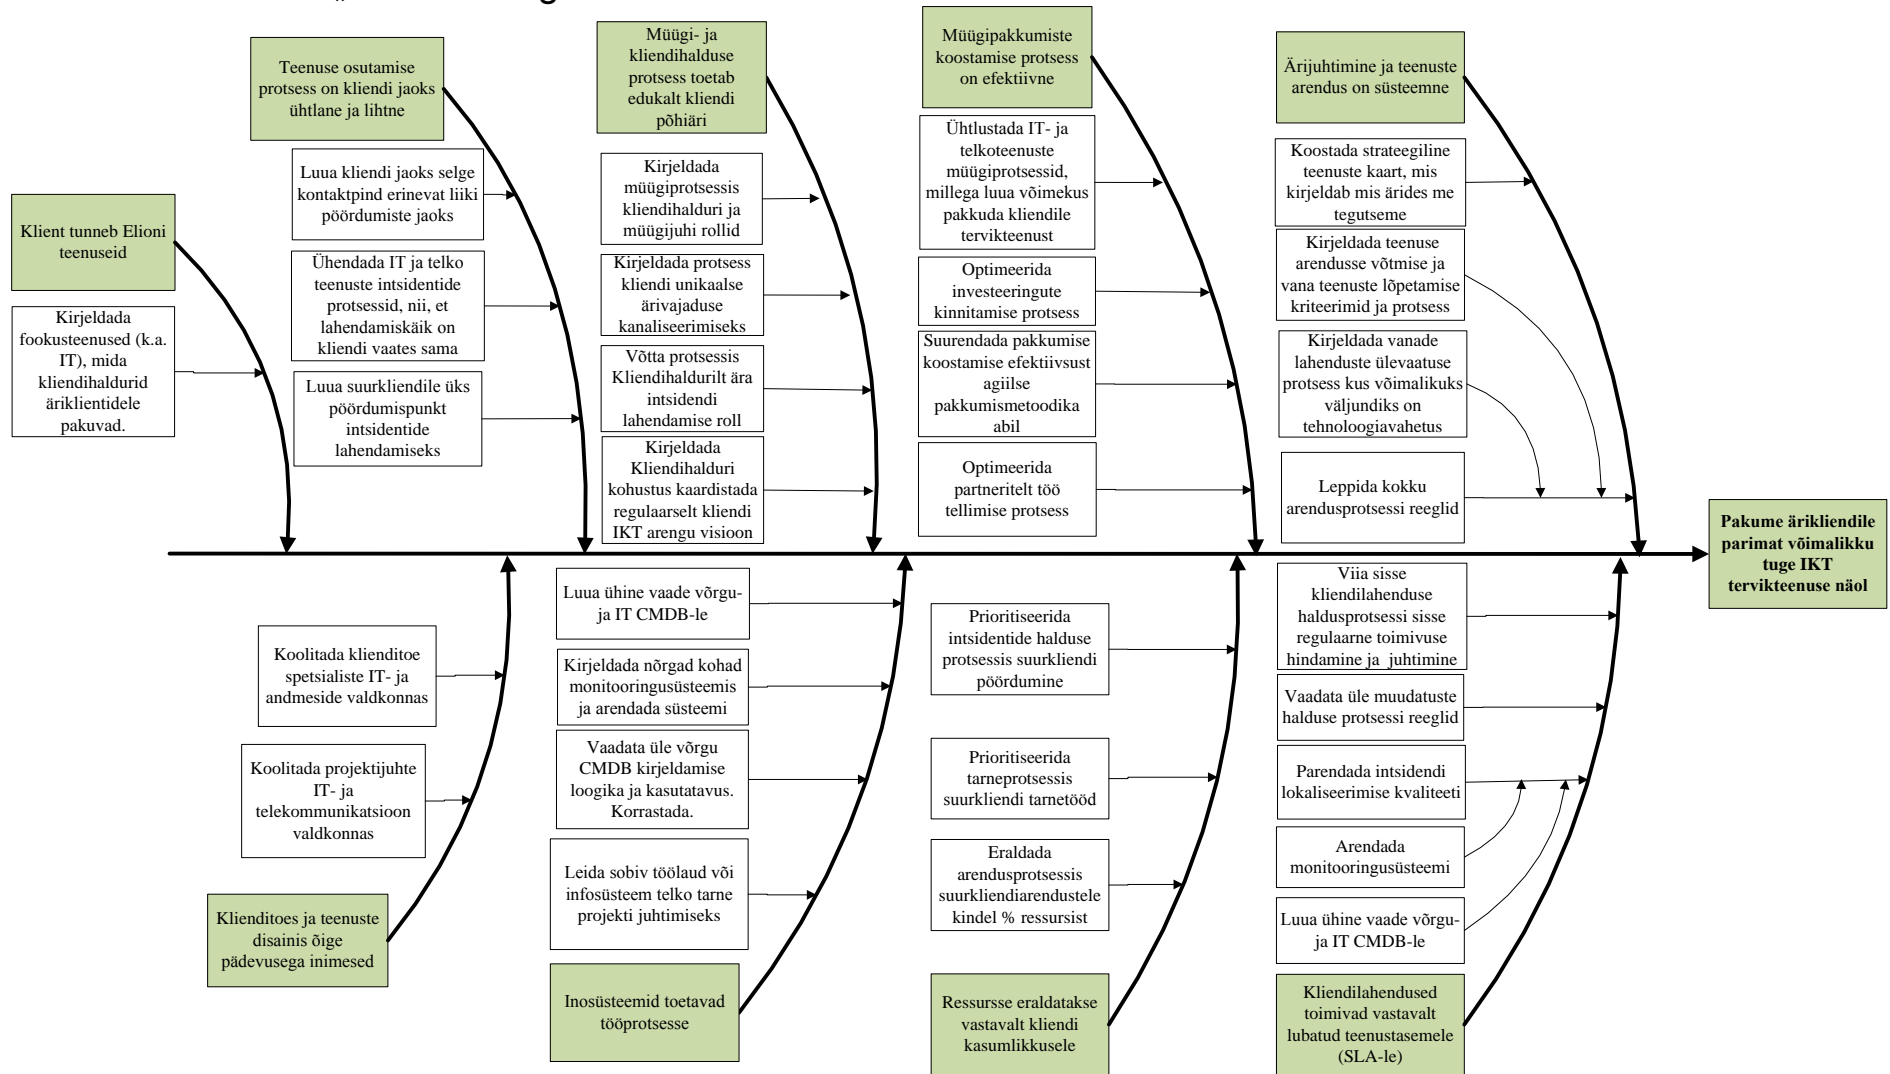 Teenuse osutamise
protsess on kliendi jaoks
ühtlane ja lihtne
Müügi- ja
kliendihalduse
protsess toetab
edukalt kliendi
põhiäri
Müügipakkumiste
koostamise protsess
on efektiivne
Ärijuhtimine ja teenuste
arendus on süsteemne
Klient tunneb Elioni
teenuseid
Kirjeldada
fookusteenused (k.a.
IT), mida
kliendihaldurid
äriklientidele
pakuvad.
Luua kliendi jaoks selge
kontaktpind erinevat liiki
pöördumiste jaoks
Ühendada IT ja telko
teenuste intsidentide
protsessid, nii, et
lahendamiskäik on
kliendi vaates sama
Luua suurkliendile üks
pöördumispunkt
intsidentide
lahendamiseks
Kirjeldada
müügiprotsessis
kliendihalduri ja
müügijuhi rollid
Kirjeldada protsess
kliendi unikaalse
ärivajaduse
kanaliseerimiseks
Võtta protsessis
Kliendihaldurilt ära
intsidendi
lahendamise roll
Kirjeldada
Kliendihalduri
kohustus kaardistada
regulaarselt kliendi
IKT arengu visioon
Ühtlustada IT- ja
telkoteenuste
müügiprotsessid,
millega luua võimekus
pakkuda kliendile
tervikteenust
Optimeerida
investeeringute
kinnitamise protsess
Suurendada pakkumise
koostamise efektiivsust
agiilse
pakkumismetoodika
abil
Optimeerida
partneritelt töö
tellimise protsess
Koostada strateegiline
teenuste kaart, mis
kirjeldab mis ärides me
tegutseme
Kirjeldada teenuse
arendusse võtmise ja
vana teenuste lõpetamise
kriteerimid ja protsess
Kirjeldada vanade
lahenduste ülevaatuse
protsess kus võimalikuks
väljundiks on
tehnoloogiavahetus
Leppida kokku
arendusprotsessi reeglid
Pakume ärikliendile
parimat võimalikku
tuge IKT
tervikteenuse näol
Koolitada klienditoe
spetsialiste IT- ja
andmeside valdkonnas
Koolitada projektijuhte
IT- ja
telekommunikatsioon
valdkonnas
Klienditoes ja teenuste
disainis õige
pädevusega inimesed
Luua ühine vaade võrgu-
ja IT CMDB-le
Kirjeldada nõrgad kohad
monitooringusüsteemis
ja arendada süsteemi
Vaadata üle võrgu
CMDB kirjeldamise
loogika ja kasutatavus.
Korrastada.
Leida sobiv töölaud või
infosüsteem telko tarne
projekti juhtimiseks
Inosüsteemid toetavad
tööprotsesse
Prioritiseerida
intsidentide halduse
protsessis suurkliendi
pöördumine
Prioritiseerida
tarneprotsessis
suurkliendi tarnetööd
Eraldada
arendusprotsessis
suurkliendiarendustele
kindel % ressursist
Ressursse eraldatakse
vastavalt kliendi
kasumlikkusele
Viia sisse
kliendilahenduse
haldusprotsessi sisse
regulaarne toimivuse
hindamine ja juhtimine
Vaadata üle muudatuste
halduse protsessi reeglid
Parendada intsidendi
lokaliseerimise kvaliteeti
Arendada
monitooringusüsteemi
Luua ühine vaade võrgu-
ja IT CMDB-le
Kliendilahendused
toimivad vastavalt
lubatud teenustasemele
(SLA-le)